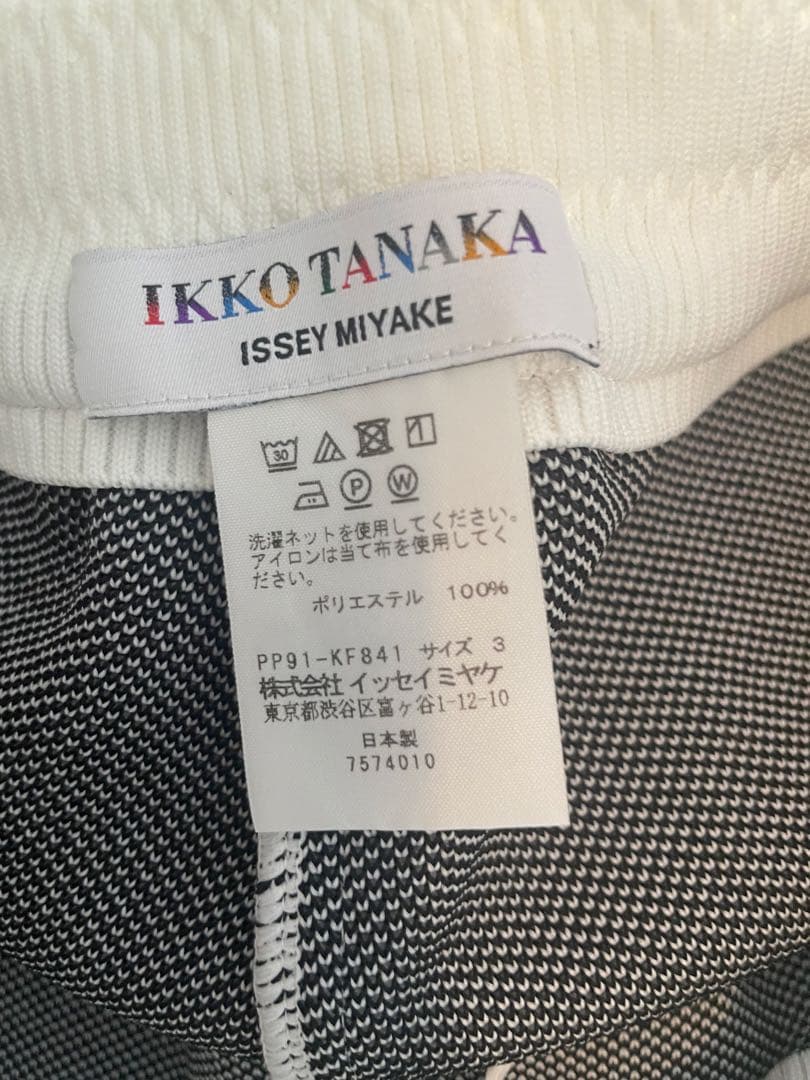 IKKO TANAKA
ISSEY MIYAKE
30
P W
洗濯ネットを使用してください。
アイロンは当て布を使用してく
ださい。
ポリエステル 100%
PP91-KF841 サイズ 3
株式会社イッセイミヤケ
東京都渋谷区富ヶ谷1-12-10
日本製
7574010